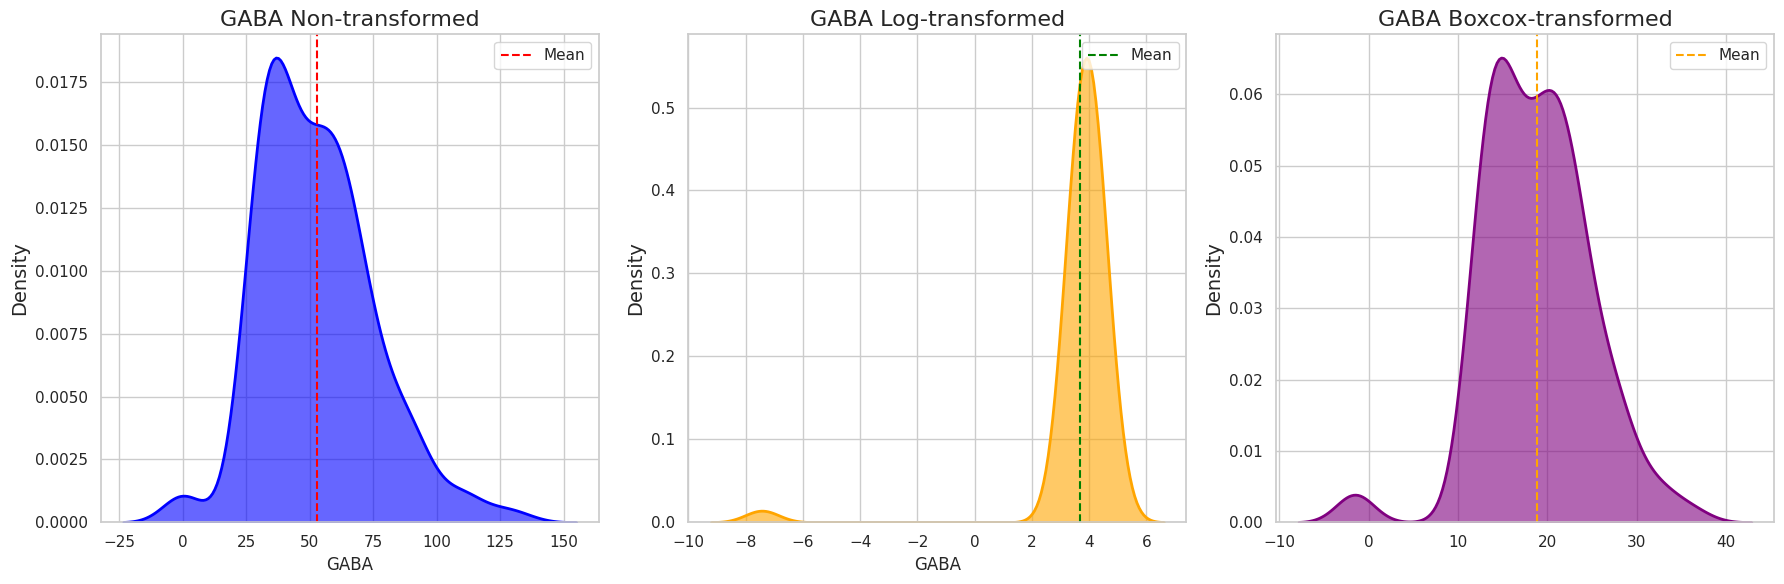 GABA Non-transformed
Mean
Density
0.0175
0.0150
0.0125
0.0100
0.0075
0.0050
0.0025
0.0000
−25 0 25 50 75 100 125 150
GABA
GABA Log-transformed
Mean
Density
0.5
0.4
0.3
0.2
0.1
0.0
−10 −8 −6 −4 −2 0 2 4 6
GABA
GABA Boxcox-transformed
Mean
Density
0.06
0.05
0.04
0.03
0.02
0.01
0.00
−10 0 10 20 30 40